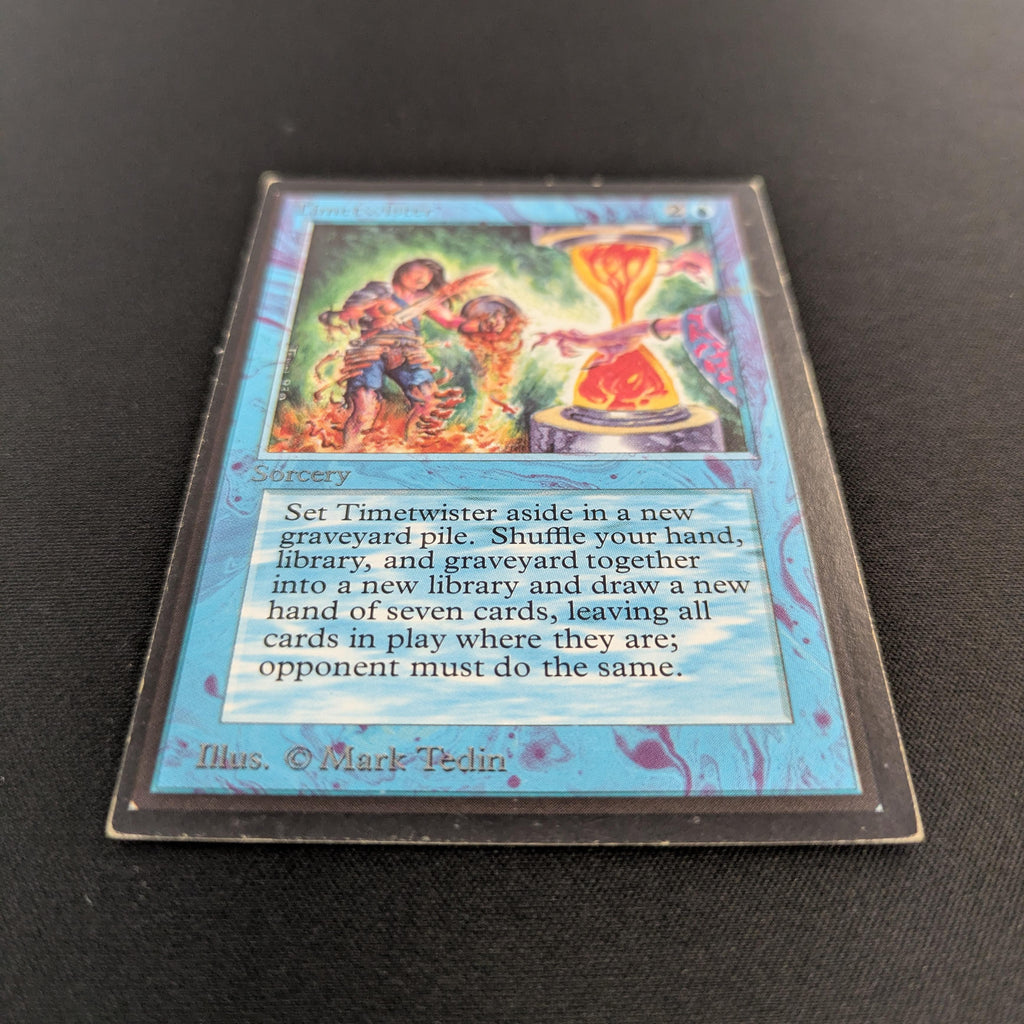 Timetwister 2
Sorcery
Set Timetwister aside in a new
graveyard pile. Shuffle your hand,
library, and graveyard together
into a new library and draw a new
hand of seven cards, leaving all
cards in play where they are;
opponent must do the same.
Illus. © Mark Tedin